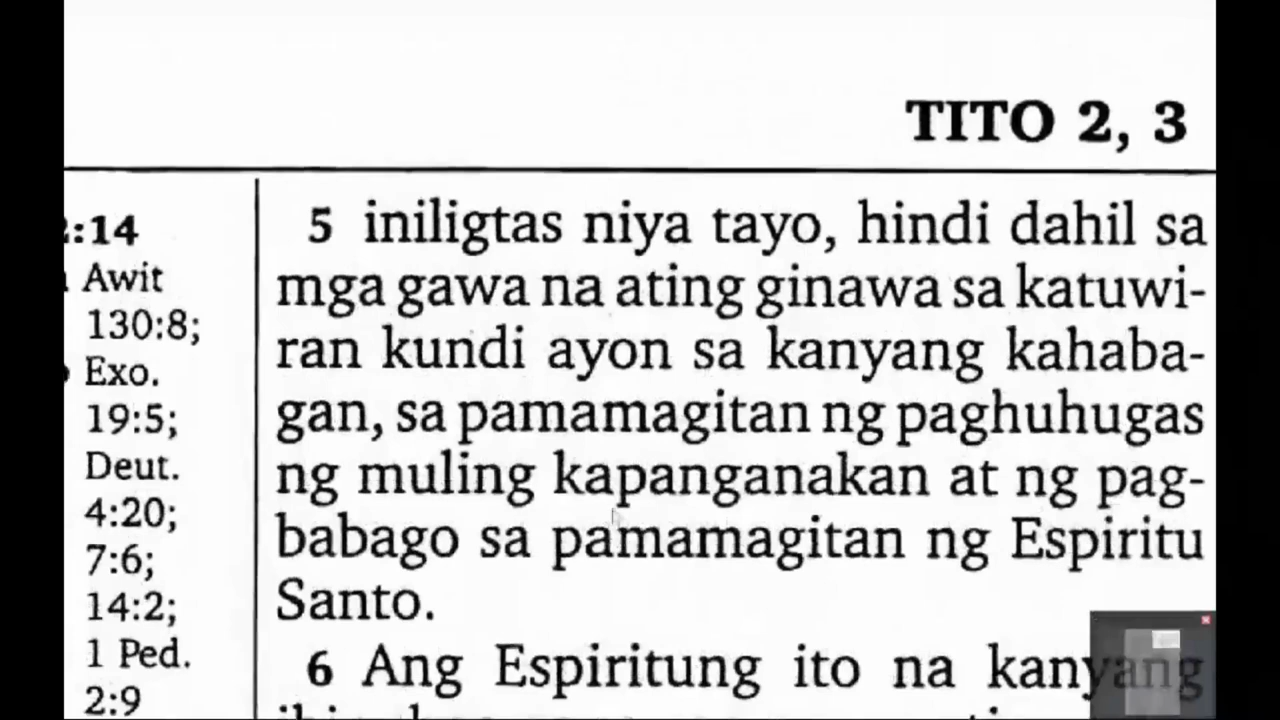 TITO 2, 3
:14
Awit
130:8;
Exo.
19:5;
Deut.
4:20;
7:6;
14:2;
1 Ped.
2:9
5 iniligtas niya tayo, hindi dahil sa
mga gawa na ating ginawa sa katuwi-
ran kundi ayon sa kanyang kahaba-
gan, sa pamamagitan ng paghuhugas
ng muling kapanganakan at ng pag-
babago sa pamamagitan ng Espiritu
Santo.
6 Ang Espiritung ito na kanyang